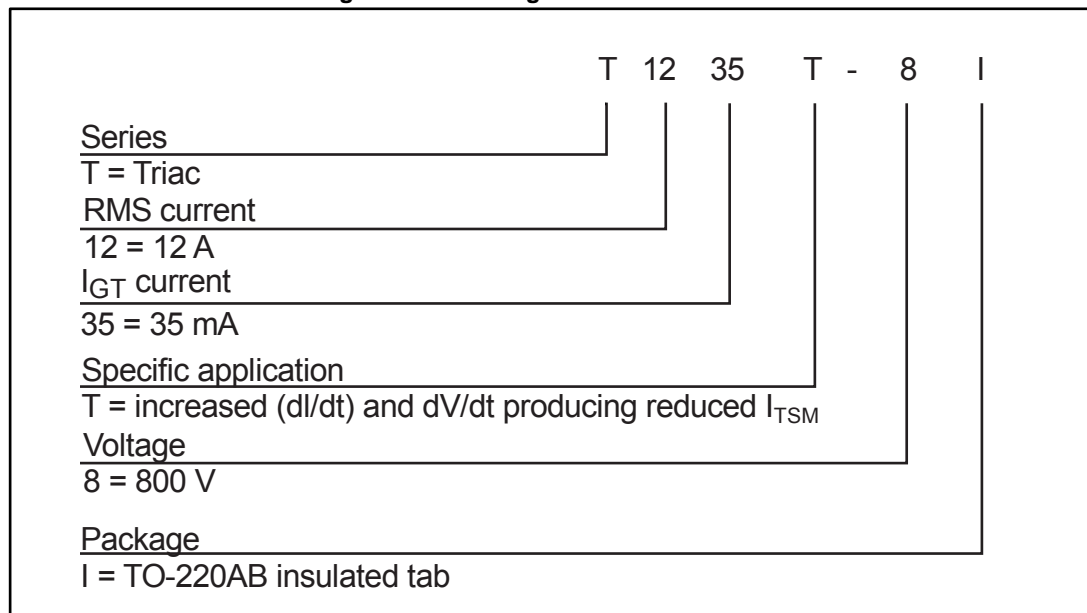 T 12 35 T - 8 I
Series
T = Triac
RMS current
12 = 12 A
IGT current
35 = 35 mA
Specific application
T = increased (dI/dt) and dV/dt producing reduced ITSM
Voltage
8 = 800 V
Package
I = TO-220AB insulated tab